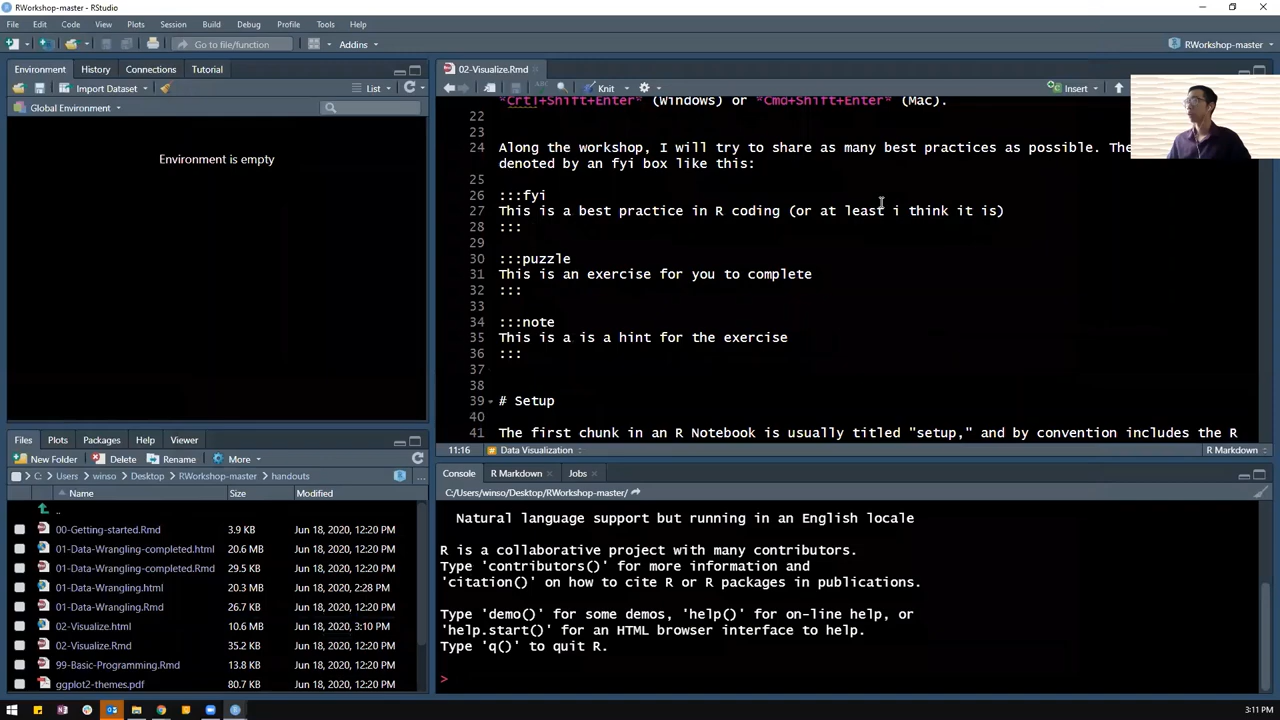 RWorkshop-master - RStudio
File Edit Code View Plots Session Build Debug Profile Tools Help
Go to file/function Addins RWorkshop-master
Environment History Connections Tutorial
Import Dataset List
Global Environment
Environment is empty
02-Visualize.Rmd
Knit Insert
*Crtl+Shift+Enter* (Windows) or *Cmd+Shift+Enter* (Mac).
22
23
24 Along the workshop, I will try to share as many best practices as possible.
denoted by an fyi box like this:
25
26 :::fyi
27 This is a best practice in R coding (or at least i think it is)
28 :::
29
30 :::puzzle
31 This is an exercise for you to complete
32 :::
33
34 :::note
35 This is a is a hint for the exercise
36 :::
37
38
39 # Setup
40
41 The first chunk in an R Notebook is usually titled "setup," and by convention includes the R
11:16 Data Visualization R Markdown
Files Plots Packages Help Viewer
New Folder Delete Rename More
C: Users winso Desktop RWorkshop-master handouts ...
Name Size Modified
..
00-Getting-started.Rmd 3.9 KB Jun 18, 2020, 12:20 PM
01-Data-Wrangling-completed.html 20.6 MB Jun 18, 2020, 12:20 PM
01-Data-Wrangling-completed.Rmd 29.5 KB Jun 18, 2020, 12:20 PM
01-Data-Wrangling.html 20.3 MB Jun 18, 2020, 2:28 PM
01-Data-Wrangling.Rmd 26.7 KB Jun 18, 2020, 12:20 PM
02-Visualize.html 10.6 MB Jun 18, 2020, 3:10 PM
02-Visualize.Rmd 35.2 KB Jun 18, 2020, 12:20 PM
99-Basic-Programming.Rmd 13.8 KB Jun 18, 2020, 12:20 PM
ggplot2-themes.pdf 80.7 KB Jun 18, 2020, 12:20 PM
Console R Markdown Jobs
C:/Users/winso/Desktop/RWorkshop-master/
Natural language support but running in an English locale
R is a collaborative project with many contributors.
Type 'contributors()' for more information and
'citation()' on how to cite R or R packages in publications.
Type 'demo()' for some demos, 'help()' for on-line help, or
'help.start()' for an HTML browser interface to help.
Type 'q()' to quit R.
>
3:11 PM